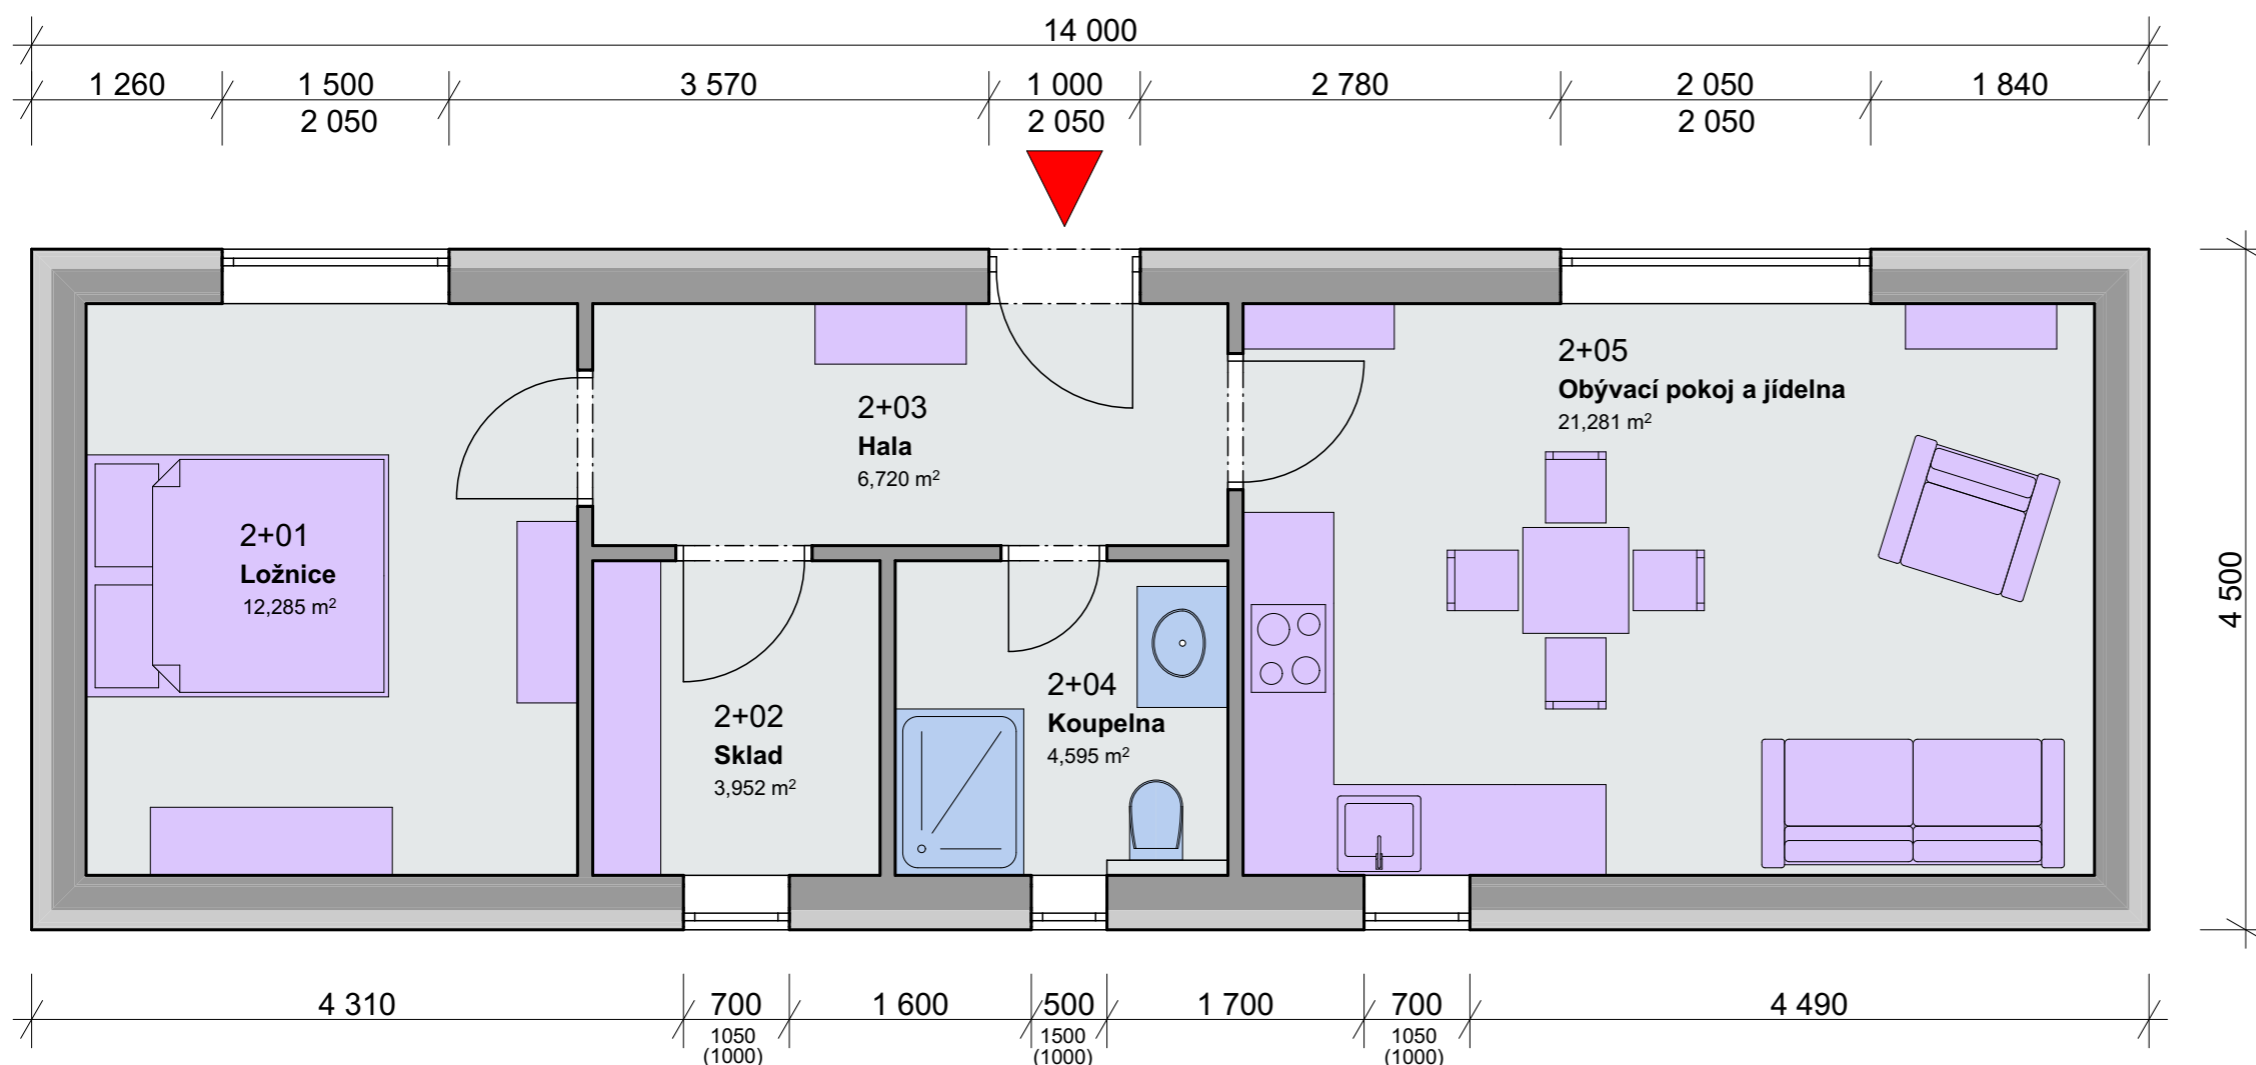 14 000
1 260 1 500 3 570 1 000 2 780 2 050 1 840
2 050 2 050 2 050
2+05
Obývací pokoj a jídelna
21,281 m²
2+03
Hala
6,720 m²
2+01
Ložnice
12,285 m²
4 500
2+04
Koupelna
4,595 m²
2+02
Sklad
3,952 m²
4 310 700 1 600 500 1 700 700 4 490
1050 1500 1050
(1000) (1000) (1000)